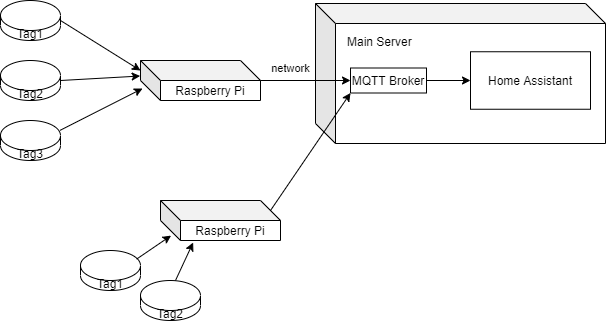 Tag1
Main Server
network
Tag2
Raspberry Pi
MQTT Broker
Home Assistant
Tag3
Raspberry Pi
Tag1
Tag2